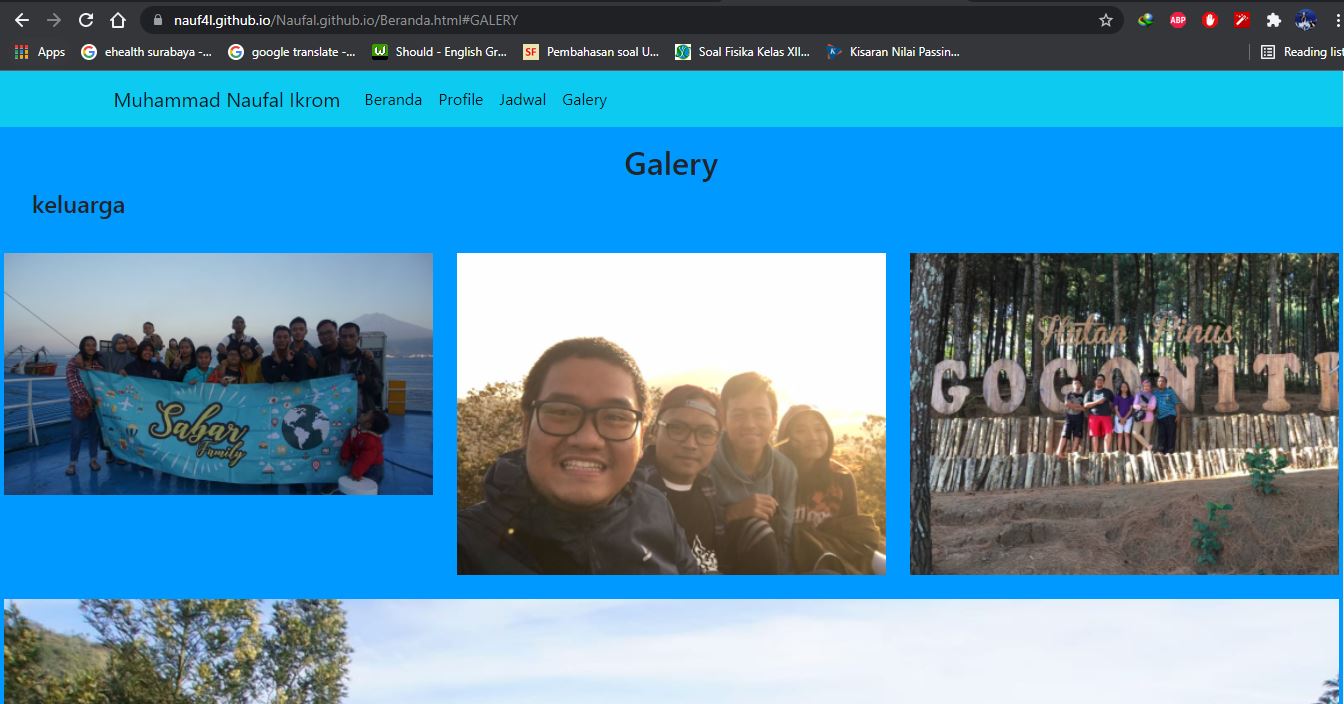 nauf4l.github.io/Naufal.github.io/Beranda.html#GALERY
ABP
Apps ehealth surabaya -... google translate -... Should - English Gr... SF Pembahasan soal U... Soal Fisika Kelas XII... Kisaran Nilai Passin... Reading list
Muhammad Naufal Ikrom Beranda Profile Jadwal Galery
Galery
keluarga
Sabar
Family
Hutan Pinus
GOGONITI